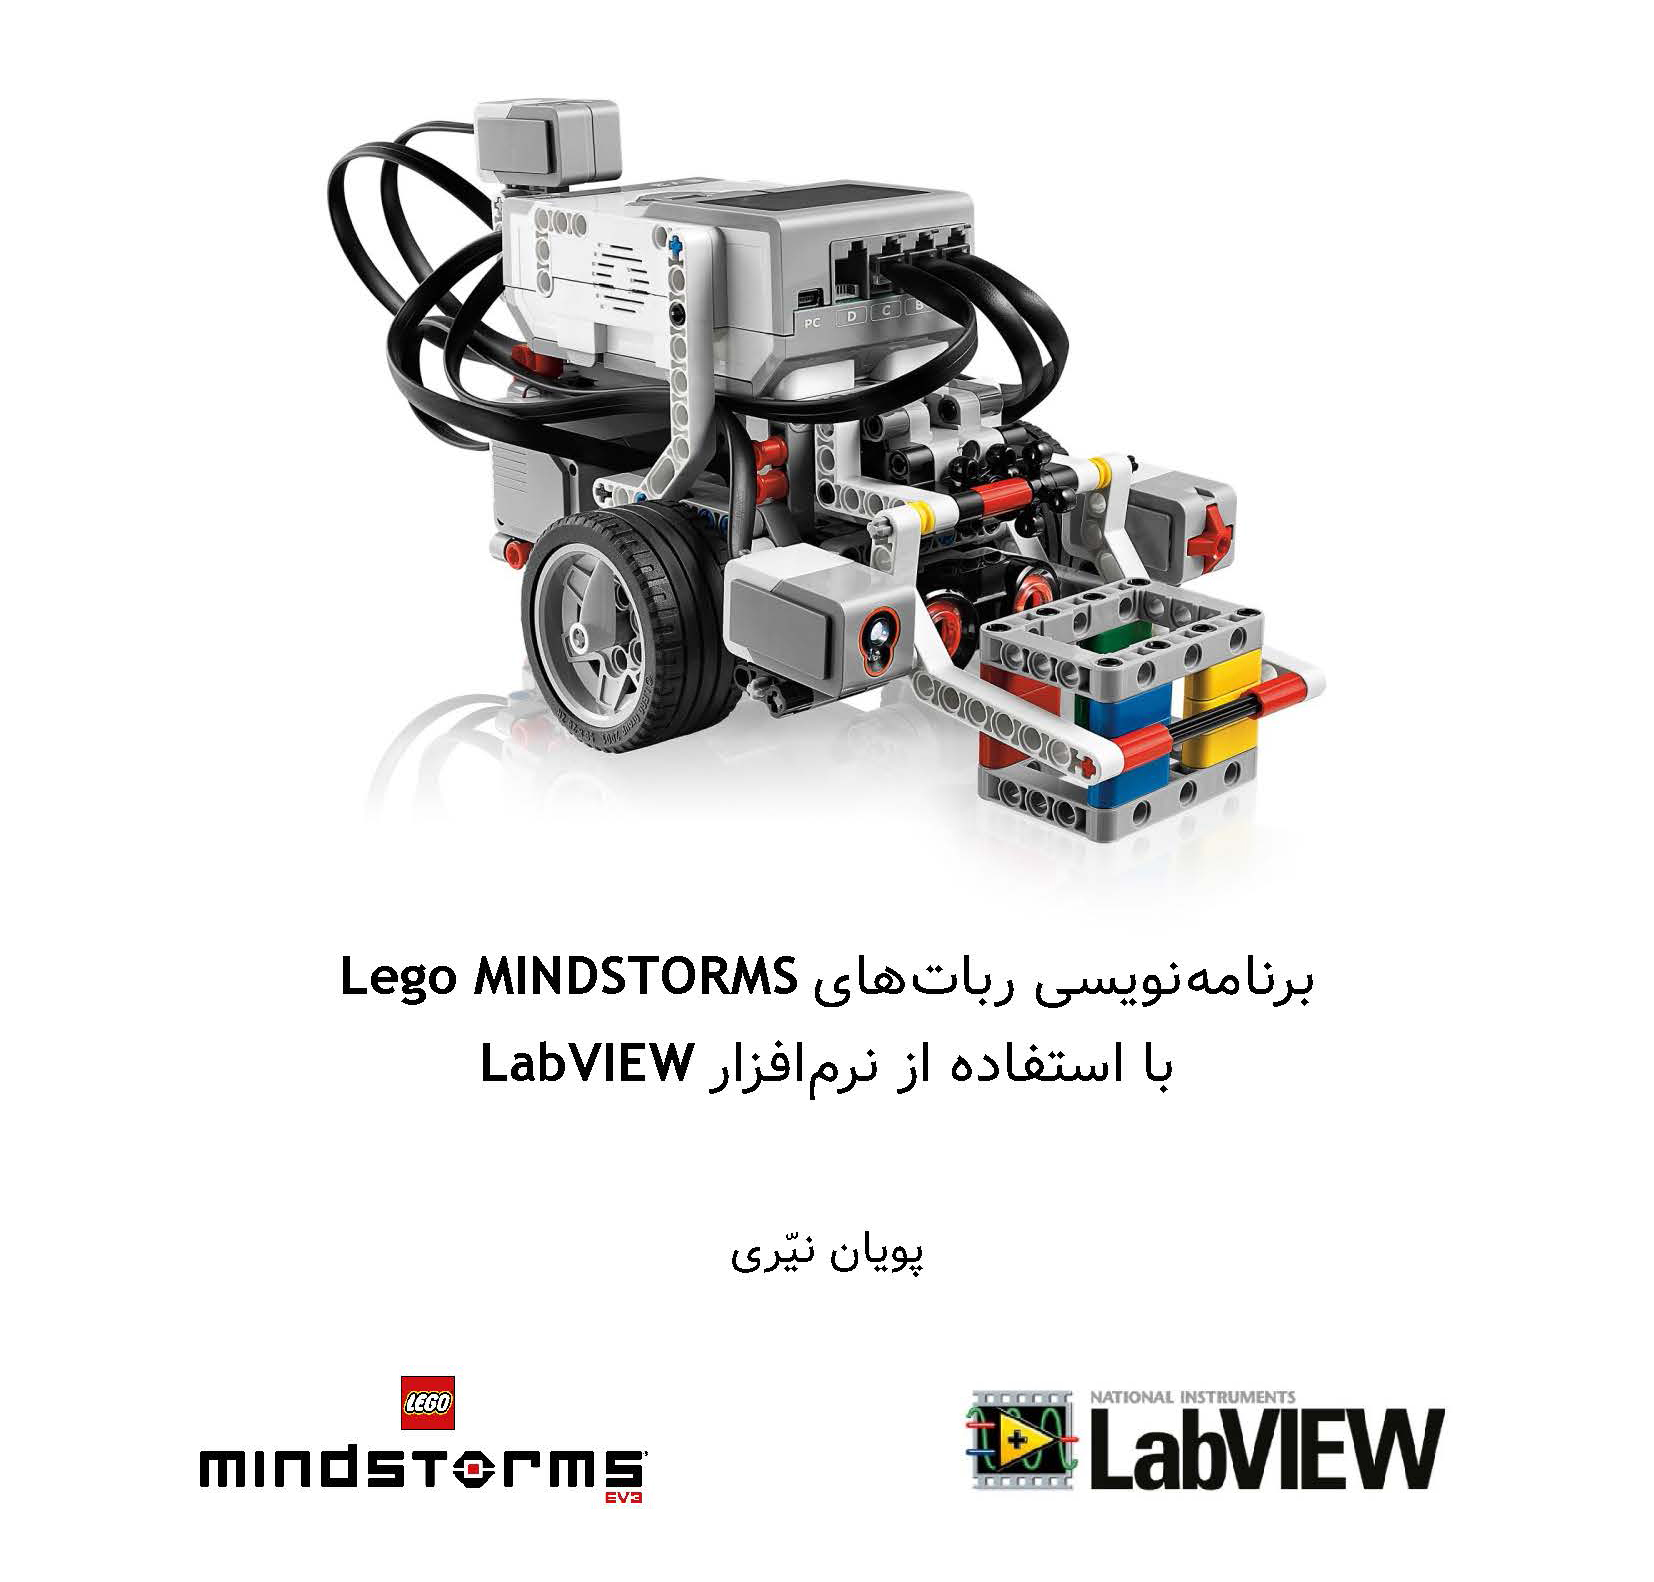 PC D C B
برنامه‌نویسی ربات‌های Lego MINDSTORMS
با استفاده از نرم‌افزار LabVIEW
پویان نیّری
LEGO
mindstorms
EV3
NATIONAL INSTRUMENTS
LabVIEW